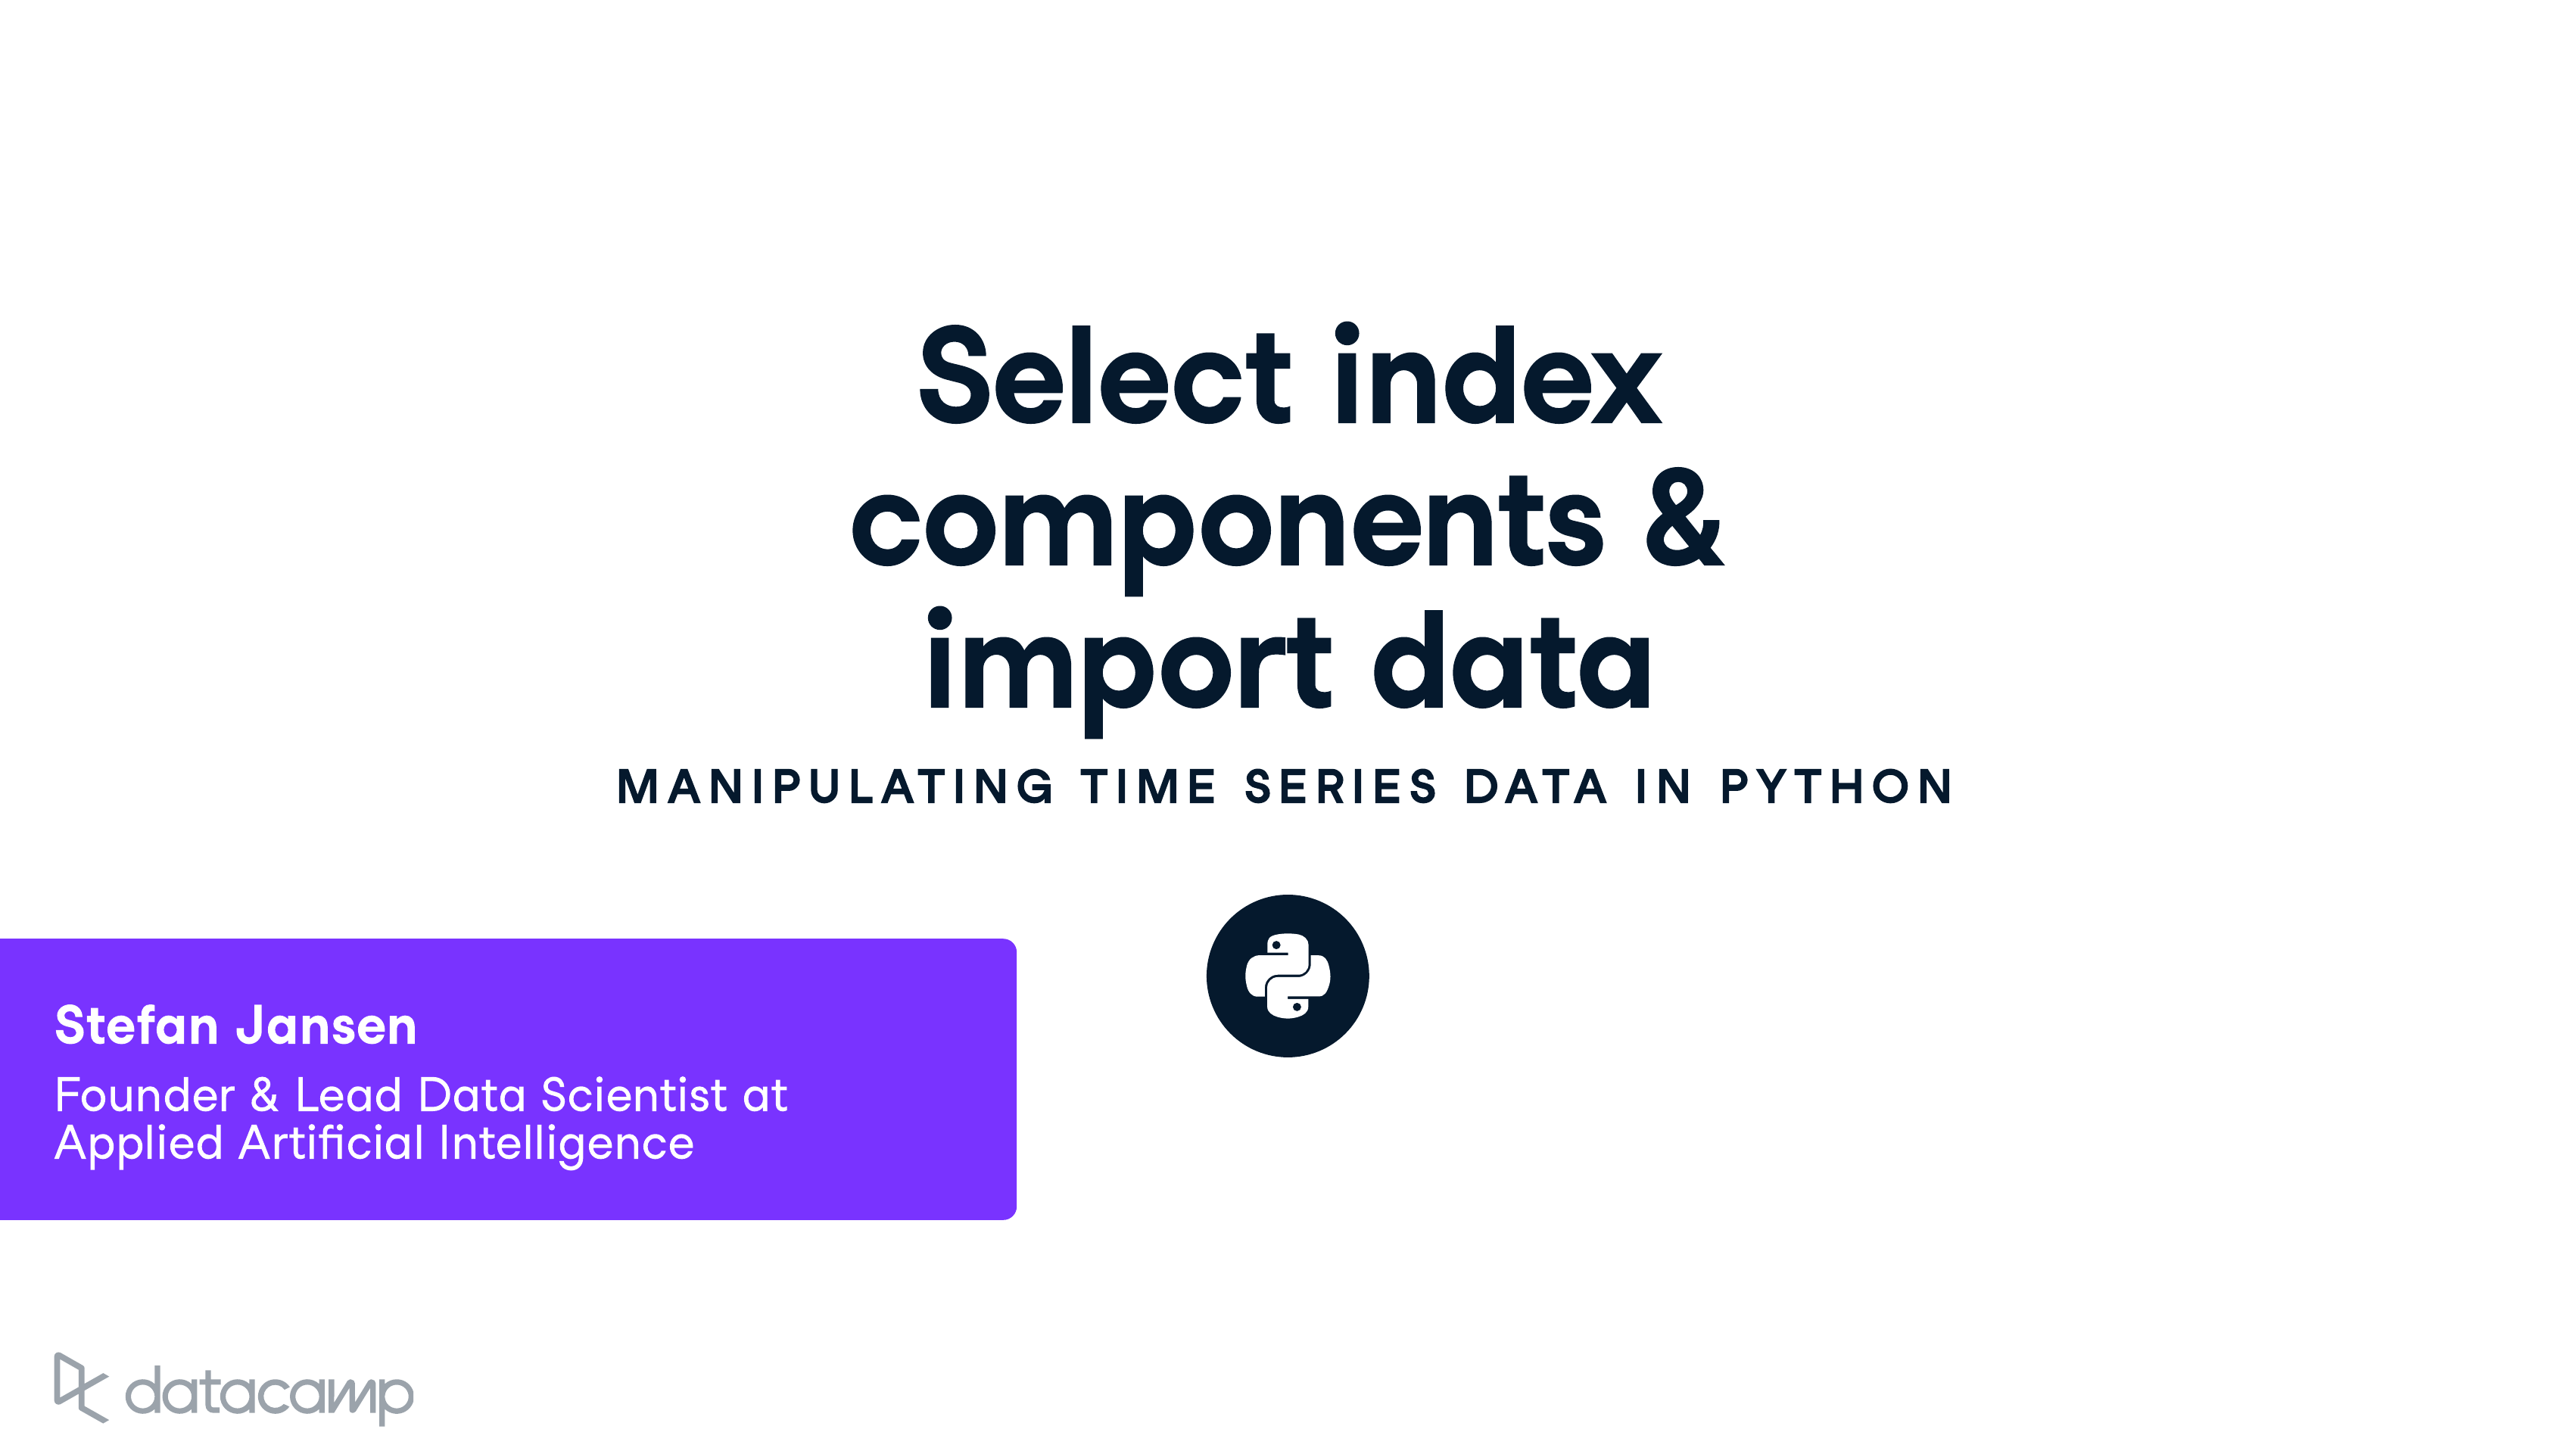 Select index
components &
import data
MANIPULATING TIME SERIES DATA IN PYTHON
Stefan Jansen
Founder & Lead Data Scientist at
Applied Artificial Intelligence
datacamp